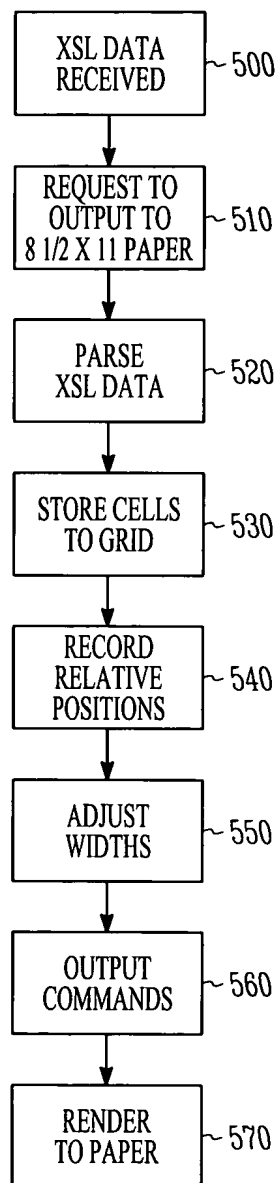 XSL DATA
RECEIVED
500
REQUEST TO
OUTPUT TO
8 1/2 X 11 PAPER
510
PARSE
XSL DATA
520
STORE CELLS
TO GRID
530
RECORD
RELATIVE
POSITIONS
540
ADJUST
WIDTHS
550
OUTPUT
COMMANDS
560
RENDER
TO PAPER
570